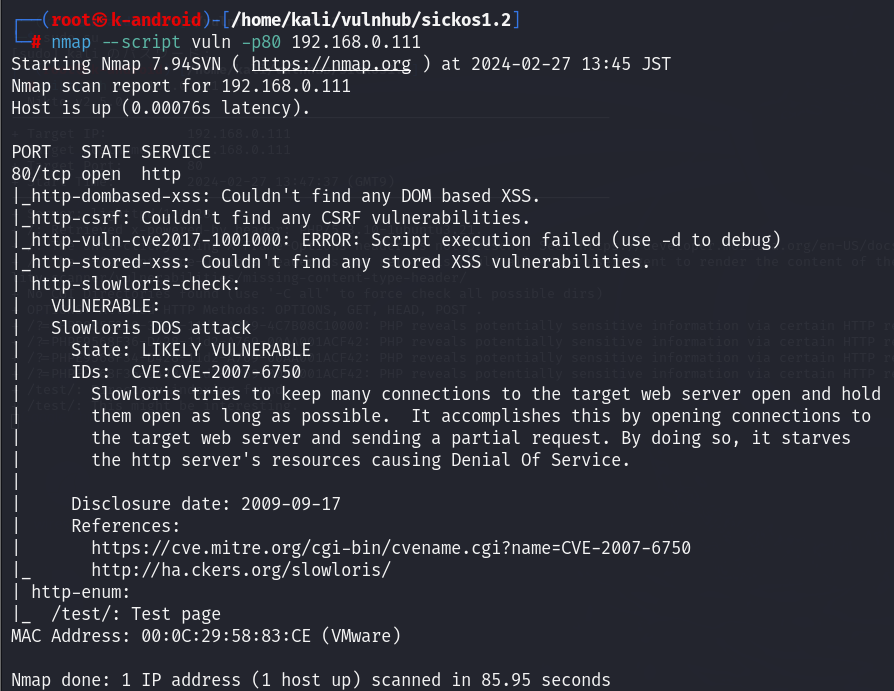 ┌──(root㉿k-android)-[/home/kali/vulnhub/sickos1.2]
└─# nmap --script vuln -p80 192.168.0.111
Starting Nmap 7.94SVN ( https://nmap.org ) at 2024-02-27 13:45 JST
Nmap scan report for 192.168.0.111
Host is up (0.00076s latency).

PORT   STATE SERVICE
80/tcp open  http
|_http-dombased-xss: Couldn't find any DOM based XSS.
|_http-csrf: Couldn't find any CSRF vulnerabilities.
|_http-vuln-cve2017-1001000: ERROR: Script execution failed (use -d to debug)
|_http-stored-xss: Couldn't find any stored XSS vulnerabilities.
| http-slowloris-check:
|   VULNERABLE:
|   Slowloris DOS attack
|     State: LIKELY VULNERABLE
|     IDs:  CVE:CVE-2007-6750
|       Slowloris tries to keep many connections to the target web server open and hold
|       them open as long as possible.  It accomplishes this by opening connections to
|       the target web server and sending a partial request. By doing so, it starves
|       the http server's resources causing Denial Of Service.
|
|     Disclosure date: 2009-09-17
|     References:
|       https://cve.mitre.org/cgi-bin/cvename.cgi?name=CVE-2007-6750
|_      http://ha.ckers.org/slowloris/
| http-enum:
|_  /test/: Test page
MAC Address: 00:0C:29:58:83:CE (VMware)

Nmap done: 1 IP address (1 host up) scanned in 85.95 seconds